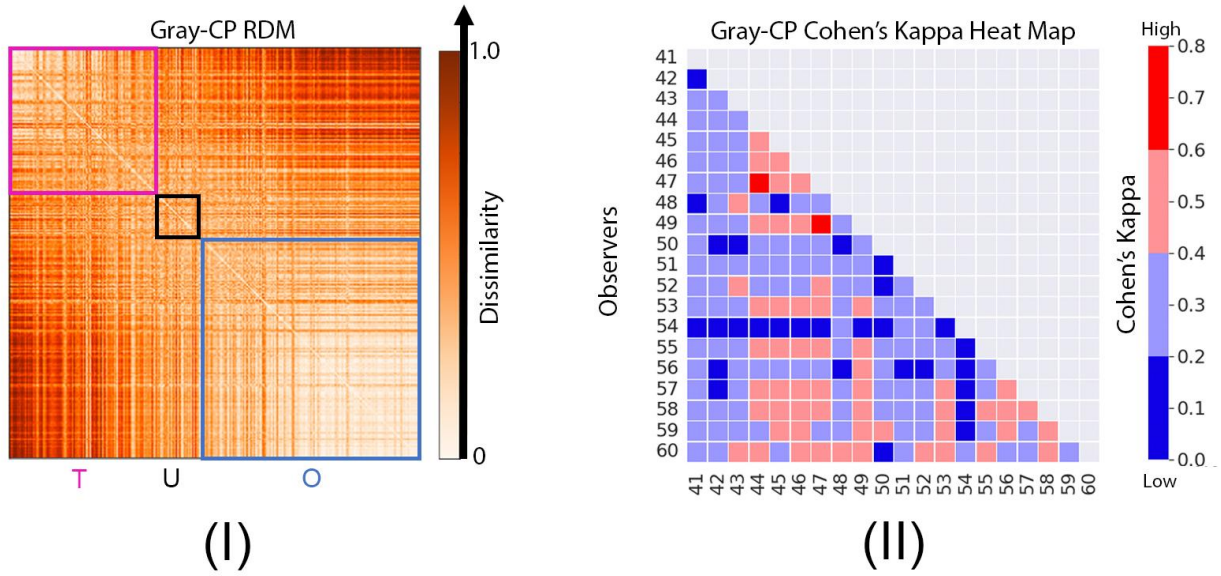 Gray-CP RDM
1.0
Dissimilarity
0
T U O
(I)
Gray-CP Cohen's Kappa Heat Map
Observers
41
42
43
44
45
46
47
48
49
50
51
52
53
54
55
56
57
58
59
60
41 42 43 44 45 46 47 48 49 50 51 52 53 54 55 56 57 58 59 60
High
0.8
0.7
0.6
0.5
0.4
0.3
0.2
0.1
0.0
Low
Cohen's Kappa
(II)